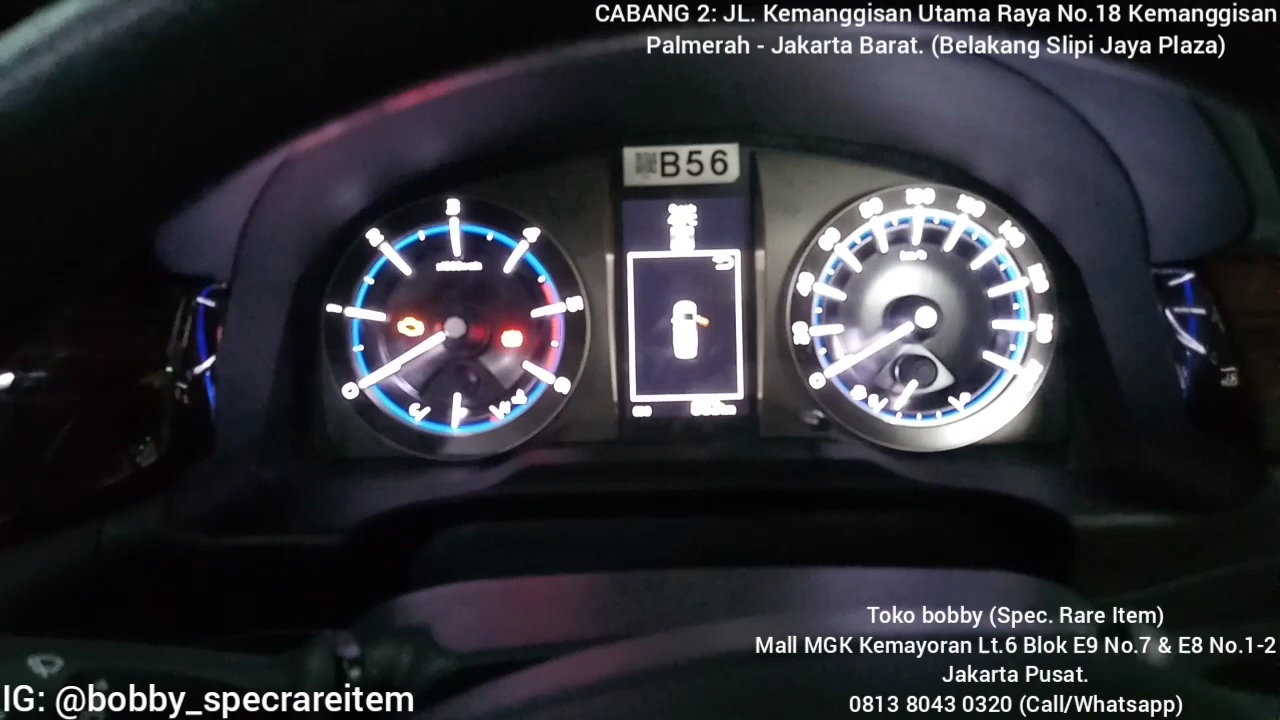 CABANG 2: JL. Kemanggisan Utama Raya No.18 Kemanggisan
Palmerah - Jakarta Barat. (Belakang Slipi Jaya Plaza)
B56
Toko bobby (Spec. Rare Item)
Mall MGK Kemayoran Lt.6 Blok E9 No.7 & E8 No.1-2
Jakarta Pusat.
0813 8043 0320 (Call/Whatsapp)
IG: @bobby_specrareitem